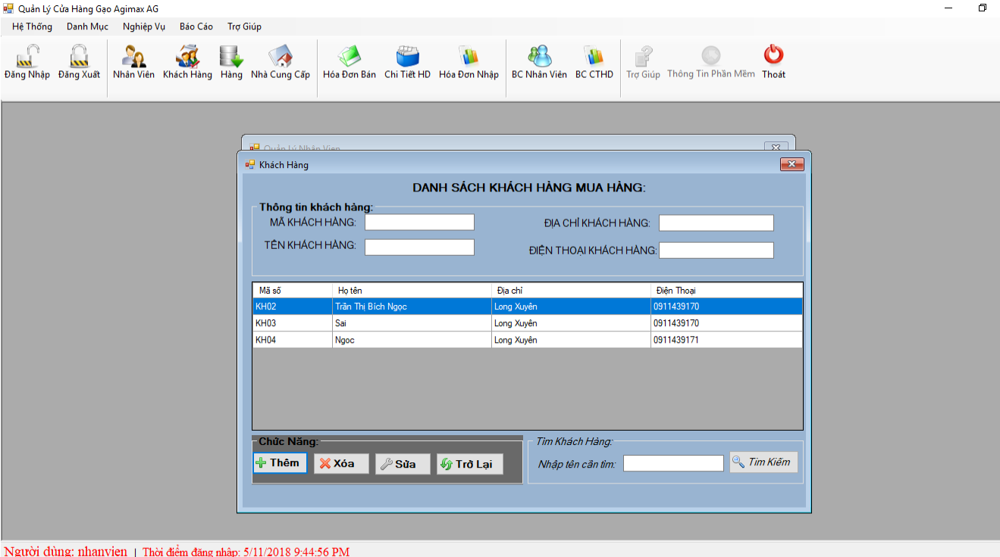 Quản Lý Cửa Hàng Gạo Agimax AG
Hệ Thống Danh Mục Nghiệp Vụ Báo Cáo Trợ Giúp
Đăng Nhập Đăng Xuất Nhân Viên Khách Hàng Hàng Nhà Cung Cấp Hóa Đơn Bán Chi Tiết HD Hóa Đơn Nhập BC Nhân Viên BC CTHD Trợ Giúp Thông Tin Phần Mềm Thoát
Quản Lý Nhân Viên
Khách Hàng
DANH SÁCH KHÁCH HÀNG MUA HÀNG:
Thông tin khách hàng:
MÃ KHÁCH HÀNG: ĐỊA CHỈ KHÁCH HÀNG:
TÊN KHÁCH HÀNG: ĐIỆN THOẠI KHÁCH HÀNG:
Mã số Họ tên Địa chỉ Điện Thoại
KH02 Trần Thị Bích Ngọc Long Xuyên 0911439170
KH03 Sai Long Xuyên 0911439170
KH04 Ngoc Long Xuyên 0911439171
Chức Năng: Tìm Khách Hàng:
Thêm Xóa Sửa Trở Lại Nhập tên cần tìm: Tìm Kiếm
Người dùng: nhanvien | Thời điểm đăng nhập: 5/11/2018 9:44:56 PM